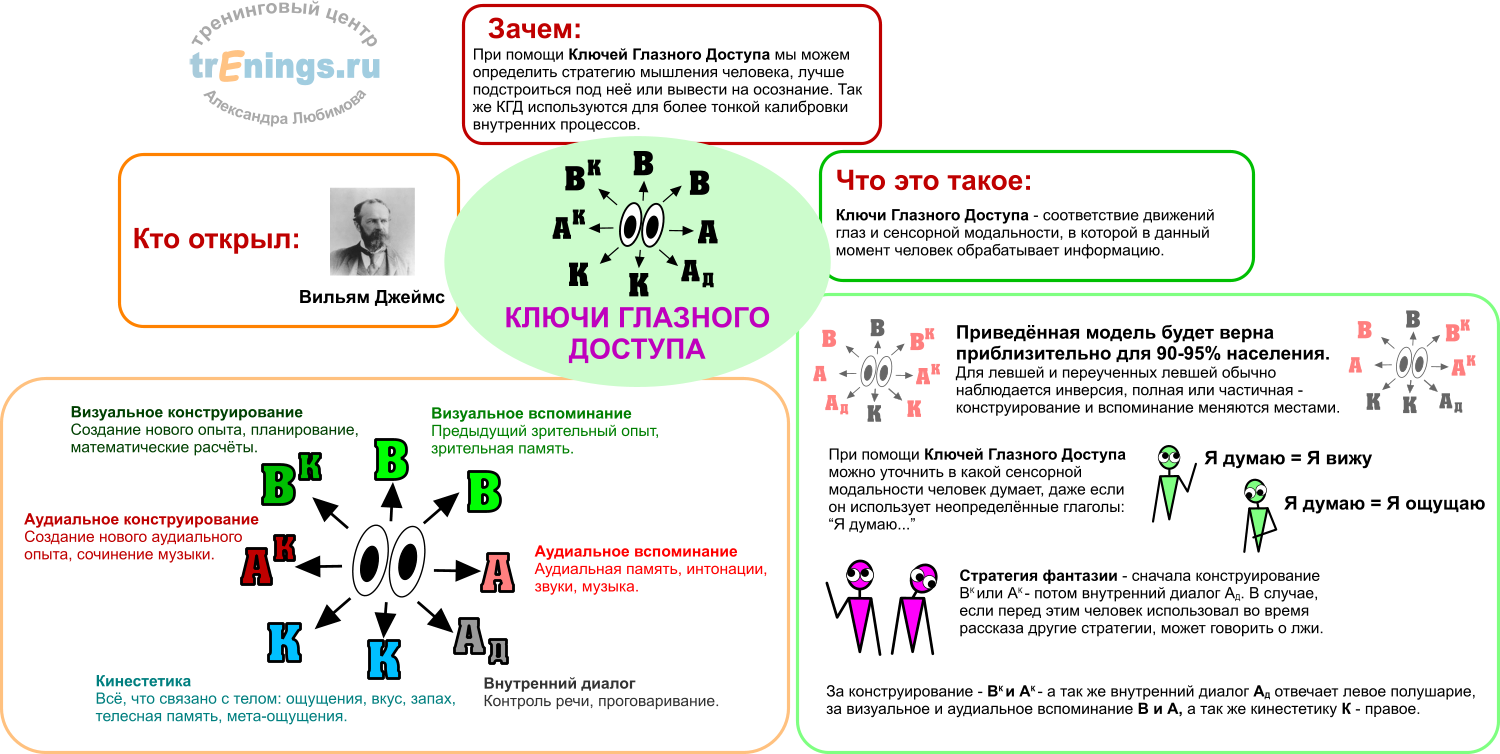 тренинговый центр
trEnings.ru
Александра Любимова
Зачем:
При помощи Ключей Глазного Доступа мы можем
определить стратегию мышления человека, лучше
подстроиться под неё или вывести на осознание. Так
же КГД используются для более тонкой калибровки
внутренних процессов.
Кто открыл:
Вильям Джеймс
Вк В В
Ак А
К К Ад
КЛЮЧИ ГЛАЗНОГО
ДОСТУПА
Что это такое:
Ключи Глазного Доступа - соответствие движений
глаз и сенсорной модальности, в которой в данный
момент человек обрабатывает информацию.
Визуальное конструирование
Создание нового опыта, планирование,
математические расчёты.
Визуальное вспоминание
Предыдущий зрительный опыт,
зрительная память.
Вк В В
Аудиальное конструирование
Создание нового аудиального
опыта, сочинение музыки.
Ак А
Аудиальное вспоминание
Аудиальная память, интонации,
звуки, музыка.
К К Ад
Кинестетика
Всё, что связано с телом: ощущения, вкус, запах,
телесная память, мета-ощущения.
Внутренний диалог
Контроль речи, проговаривание.
В В Вк
А Ак
Ад К К
Приведённая модель будет верна
приблизительно для 90-95% населения.
Для левшей и переученных левшей обычно
наблюдается инверсия, полная или частичная -
конструирование и вспоминание меняются местами.
В В Вк
А Ак
К К Ад
При помощи Ключей Глазного Доступа
можно уточнить в какой сенсорной
модальности человек думает, даже если
он использует неопределённые глаголы:
“Я думаю...”
Я думаю = Я вижу
Я думаю = Я ощущаю
Стратегия фантазии - сначала конструирование
Вк или Ак - потом внутренний диалог Ад. В случае,
если перед этим человек использовал во время
рассказа другие стратегии, может говорить о лжи.
За конструирование - Вк и Ак - а так же внутренний диалог Ад отвечает левое полушарие,
за визуальное и аудиальное вспоминание В и А, а так же кинестетику К - правое.